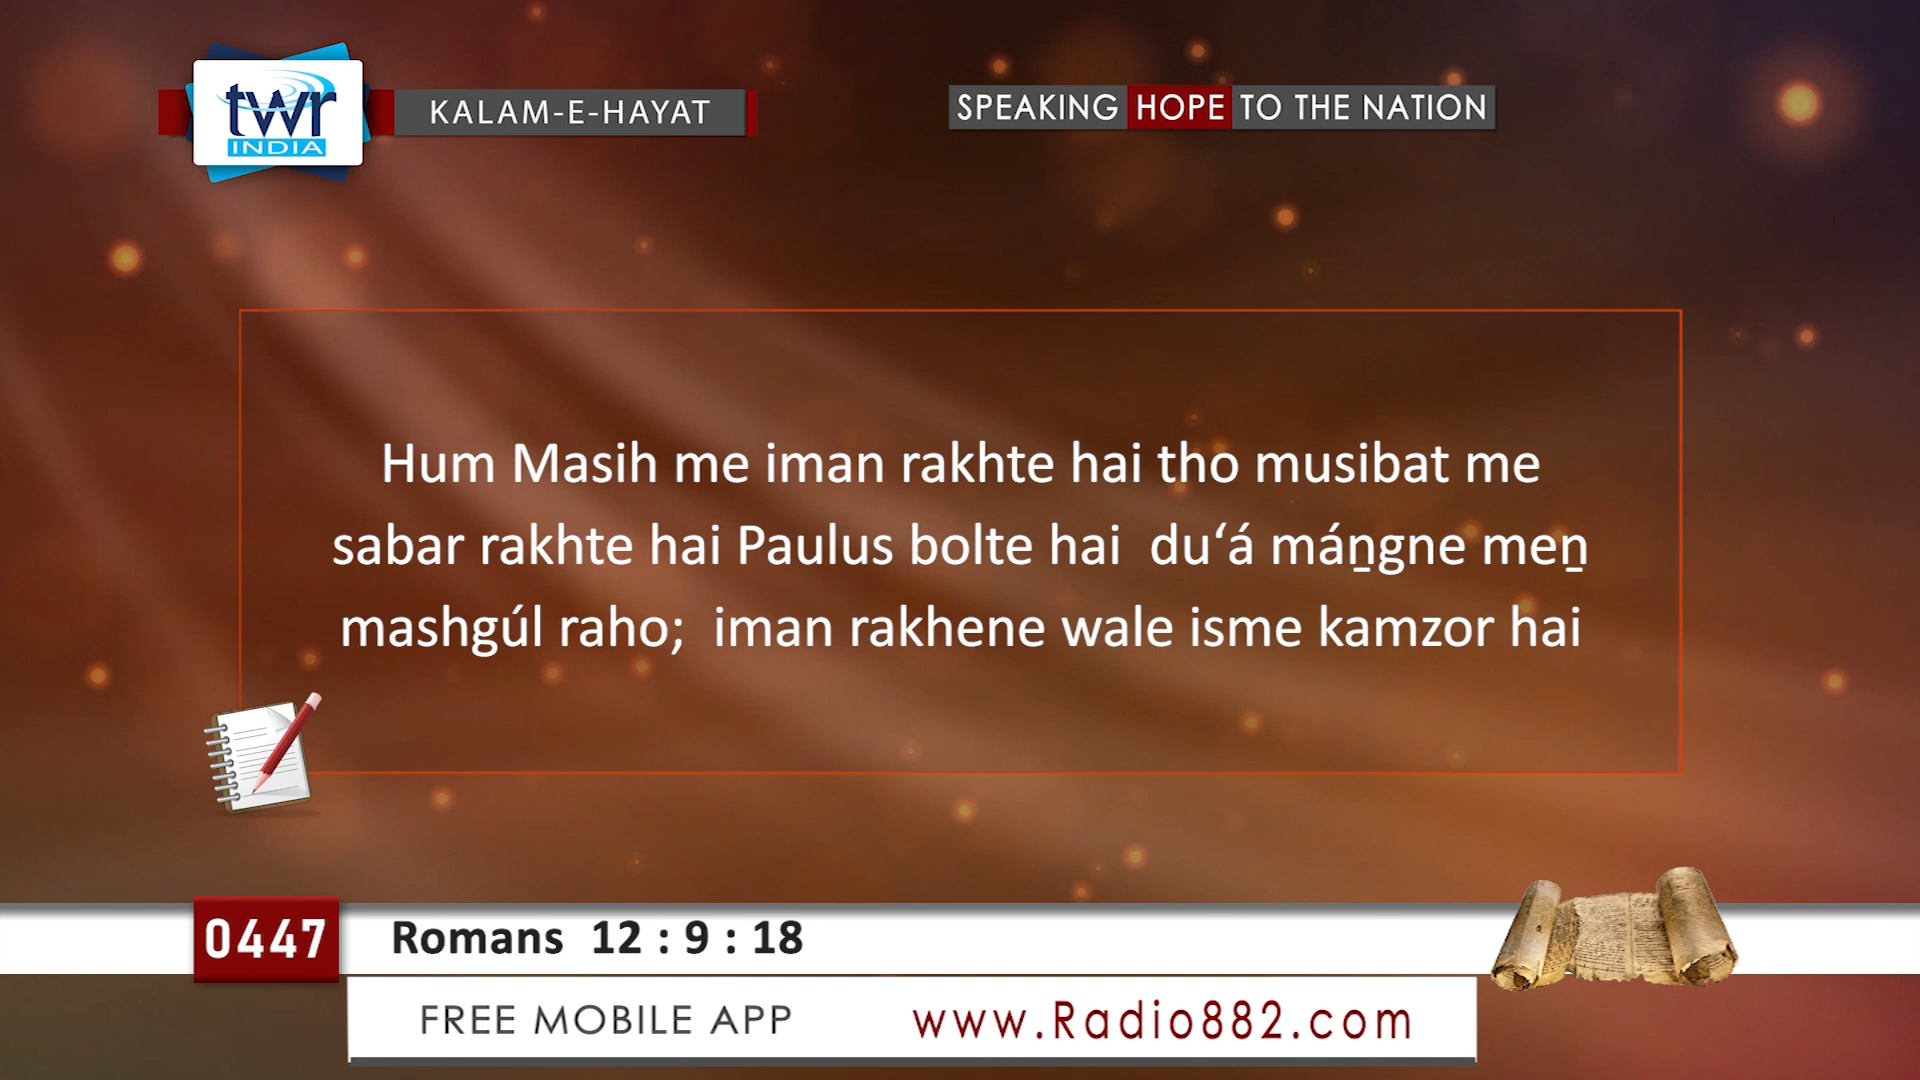 twr
INDIA
KALAM-E-HAYAT
SPEAKING HOPE TO THE NATION
Hum Masih me iman rakhte hai tho musibat me
sabar rakhte hai Paulus bolte hai  du‘á máṉgne meṉ
mashgúl raho;  iman rakhene wale isme kamzor hai
0447
Romans  12 : 9 : 18
FREE MOBILE APP
www.Radio882.com